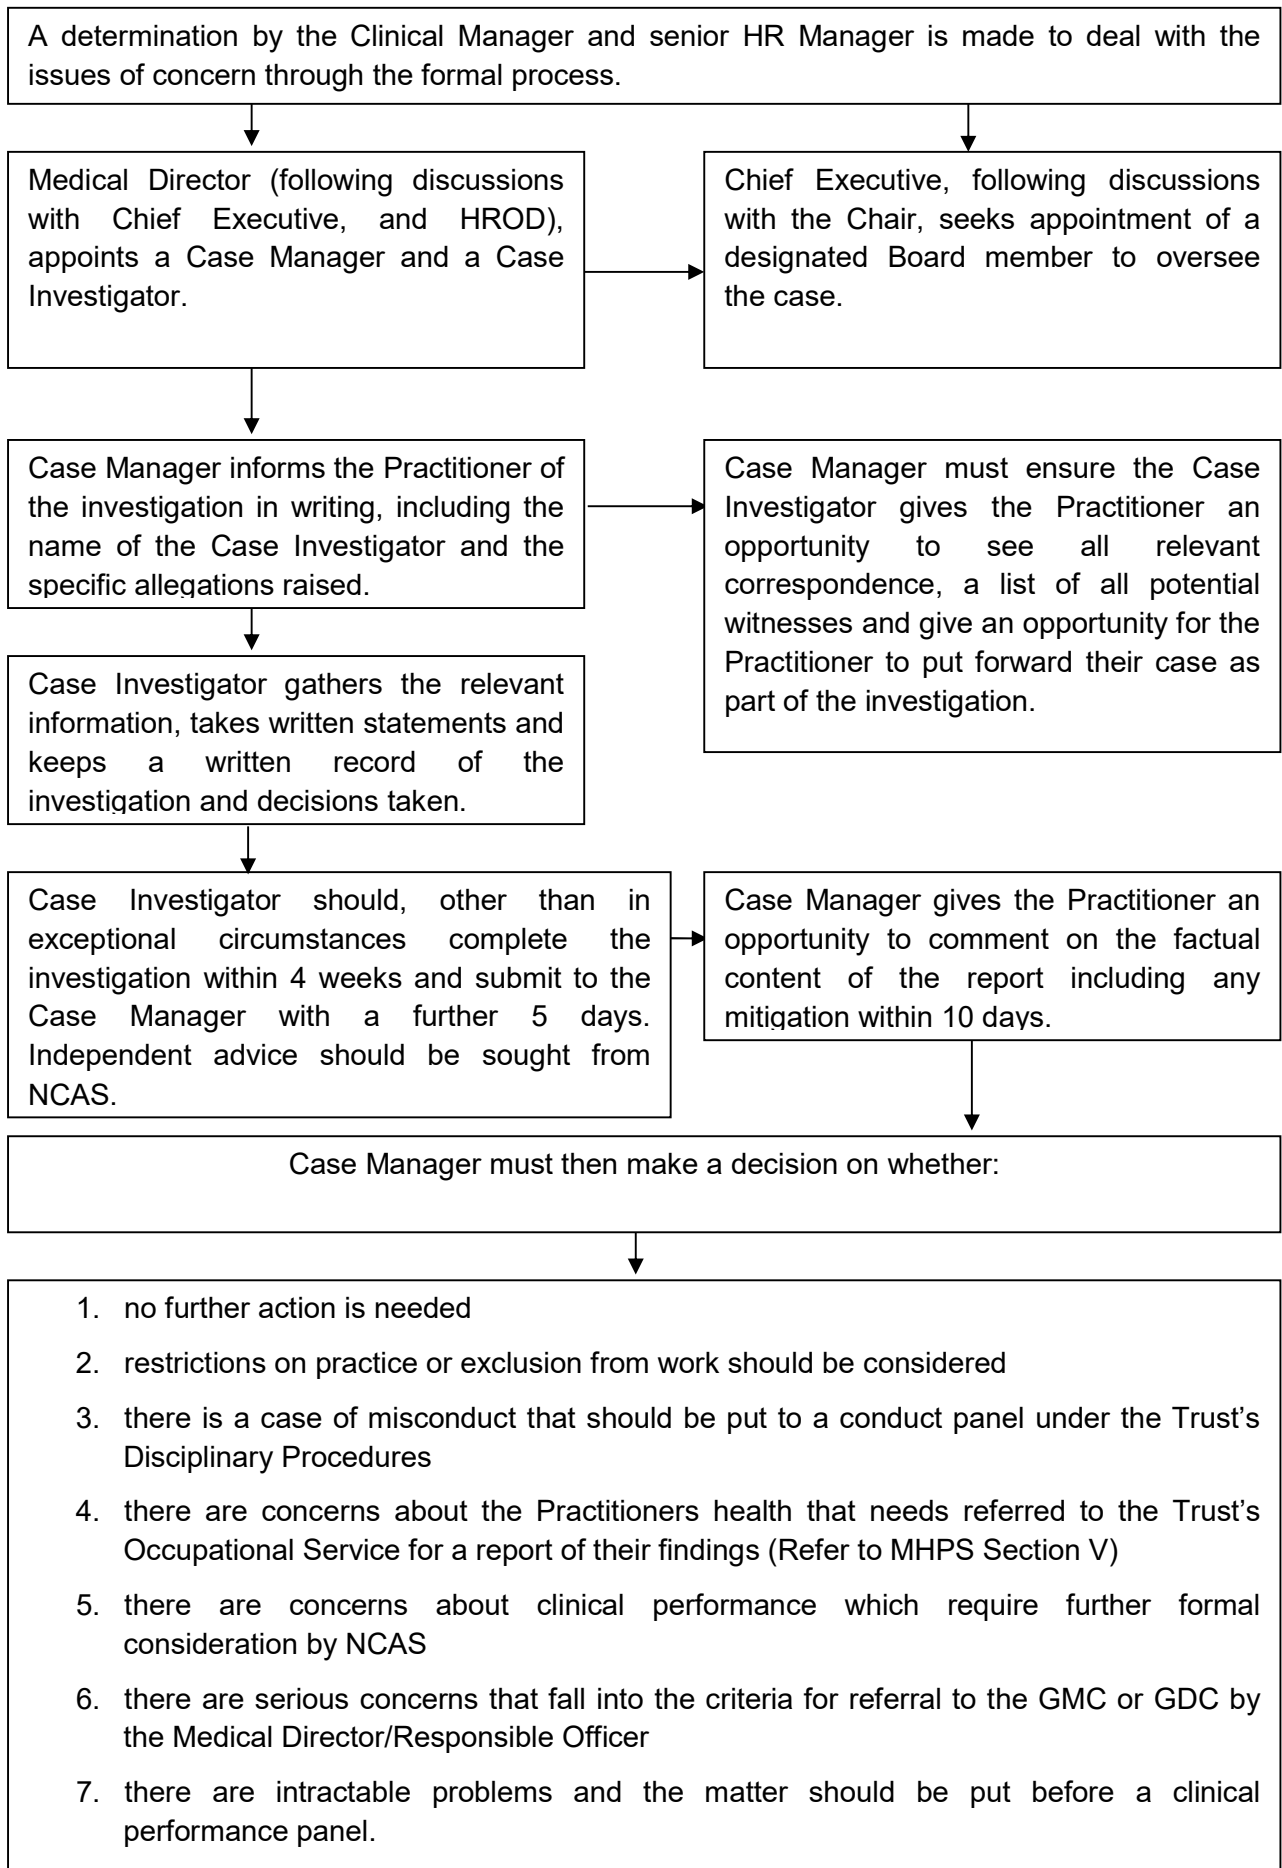 A determination by the Clinical Manager and senior HR Manager is made to deal with the
issues of concern through the formal process.
Medical Director (following discussions
with Chief Executive, and HROD),
appoints a Case Manager and a Case
Investigator.
Chief Executive, following discussions
with the Chair, seeks appointment of a
designated Board member to oversee
the case.
Case Manager informs the Practitioner of
the investigation in writing, including the
name of the Case Investigator and the
specific allegations raised.
Case Manager must ensure the Case
Investigator gives the Practitioner an
opportunity to see all relevant
correspondence, a list of all potential
witnesses and give an opportunity for the
Practitioner to put forward their case as
part of the investigation.
Case Investigator gathers the relevant
information, takes written statements and
keeps a written record of the
investigation and decisions taken.
Case Investigator should, other than in
exceptional circumstances complete the
investigation within 4 weeks and submit to the
Case Manager with a further 5 days.
Independent advice should be sought from
NCAS.
Case Manager gives the Practitioner an
opportunity to comment on the factual
content of the report including any
mitigation within 10 days.
Case Manager must then make a decision on whether:
1. no further action is needed
2. restrictions on practice or exclusion from work should be considered
3. there is a case of misconduct that should be put to a conduct panel under the Trust’s
Disciplinary Procedures
4. there are concerns about the Practitioners health that needs referred to the Trust’s
Occupational Service for a report of their findings (Refer to MHPS Section V)
5. there are concerns about clinical performance which require further formal
consideration by NCAS
6. there are serious concerns that fall into the criteria for referral to the GMC or GDC by
the Medical Director/Responsible Officer
7. there are intractable problems and the matter should be put before a clinical
performance panel.